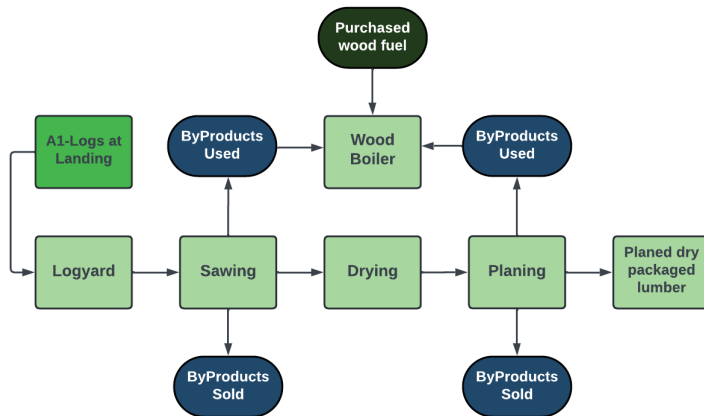 Purchased
wood fuel
A1-Logs at
Landing
ByProducts
Used
Wood
Boiler
ByProducts
Used
Logyard
Sawing
Drying
Planing
Planed dry
packaged
lumber
ByProducts
Sold
ByProducts
Sold